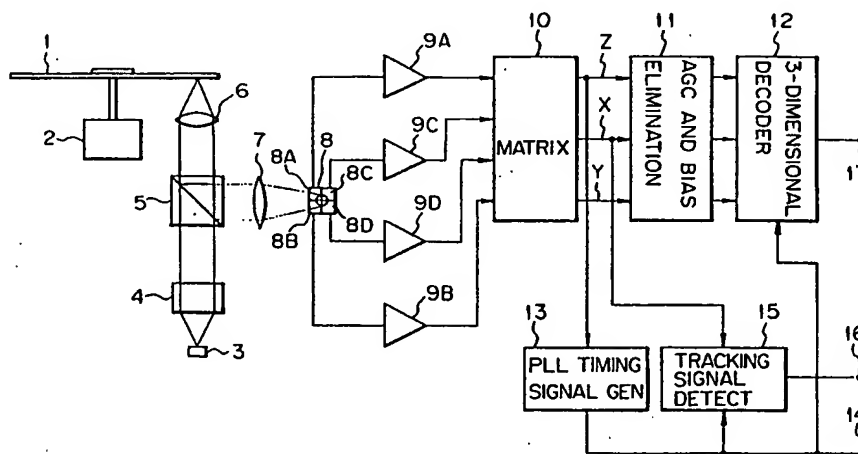 1
2
3
4
5
6
7
8A
8
8C
8B
8D
9A
9C
9D
9B
10
MATRIX
Z
X
Y
11
AGC AND BIAS
ELIMINATION
12
3-DIMENSIONAL
DECODER
17
13
PLL TIMING
SIGNAL GEN
15
TRACKING
SIGNAL
DETECT
16
14